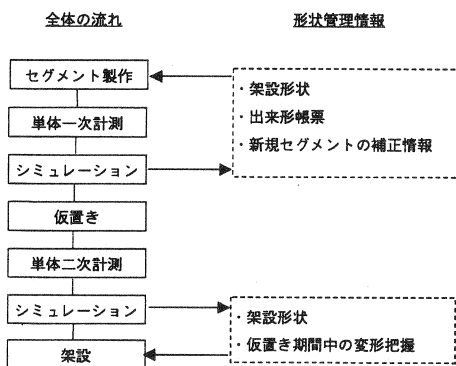 全体の流れ
形状管理情報
セグメント製作
単体一次計測
シミュレーション
仮置き
単体二次計測
シミュレーション
架設
・架設形状
・出来形帳票
・新規セグメントの補正情報
・架設形状
・仮置き期間中の変形把握